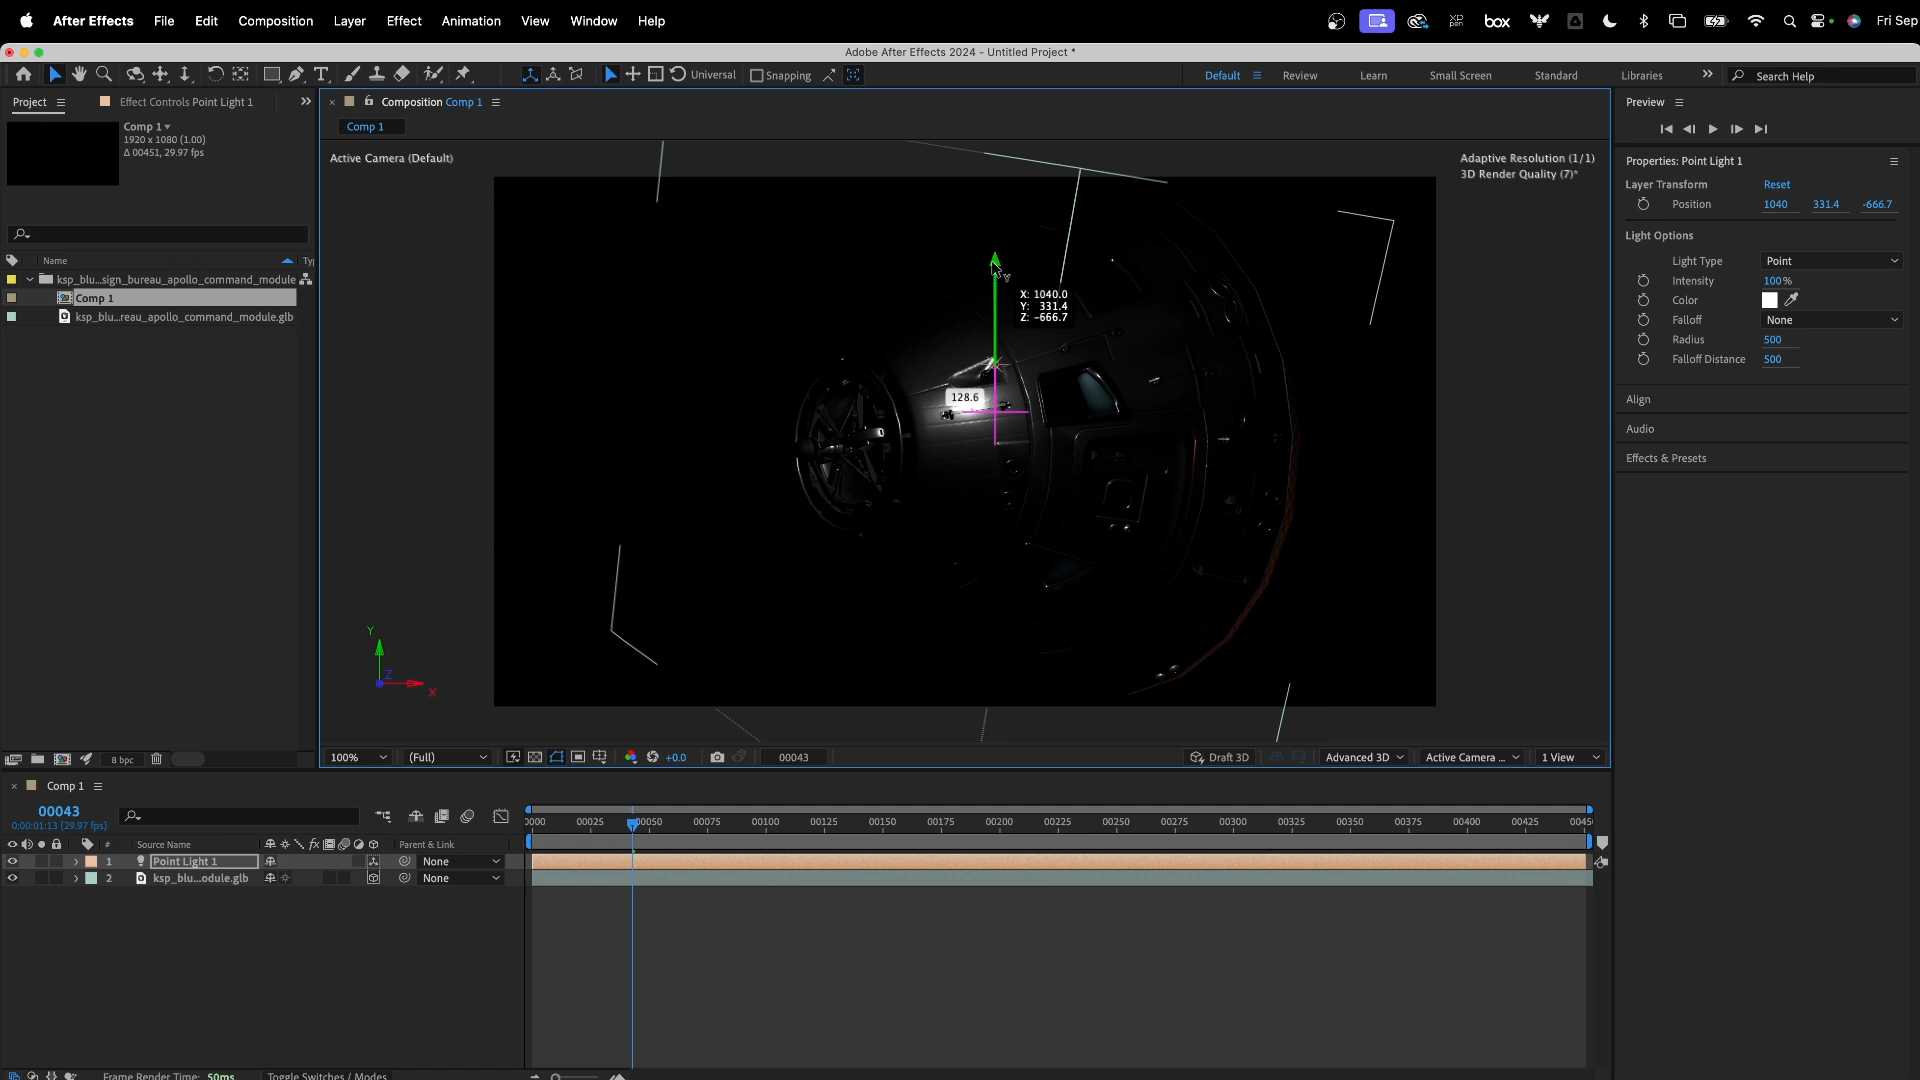 After Effects File Edit Composition Layer Effect Animation View Window Help
box
Fri Sep
Adobe After Effects 2024 - Untitled Project *
Universal Snapping
Default Review Learn Small Screen Standard Libraries Search Help
Project Effect Controls Point Light 1
Composition Comp 1
Preview
Comp 1
1920 x 1080 (1.00)
Δ 00451, 29.97 fps
Comp 1
Active Camera (Default)
Adaptive Resolution (1/1)
3D Render Quality (7)*
Properties: Point Light 1
Layer Transform Reset
Position 1040 331.4 -666.7
Light Options
Light Type Point
Intensity 100%
Color
Falloff None
Radius 500
Falloff Distance 500
Align
Audio
Effects & Presets
Name Ty
ksp_blu...sign_bureau_apollo_command_module
Comp 1
ksp_blu...reau_apollo_command_module.glb
Y
X: 1040.0
Y: 331.4
Z: -666.7
128.6
Y
Z
X
8 bpc
100% (Full) +0.0 00043 Draft 3D Advanced 3D Active Camera ... 1 View
Comp 1
00043
0:00:01:13 (29.97 fps)
0000 00025 00050 00075 00100 00125 00150 00175 00200 00225 00250 00275 00300 00325 00350 00375 00400 00425 0045
# Source Name fx Parent & Link
1 Point Light 1 None
2 ksp_blu...odule.glb None
Frame Render Time: 50ms Toggle Switches / Modes